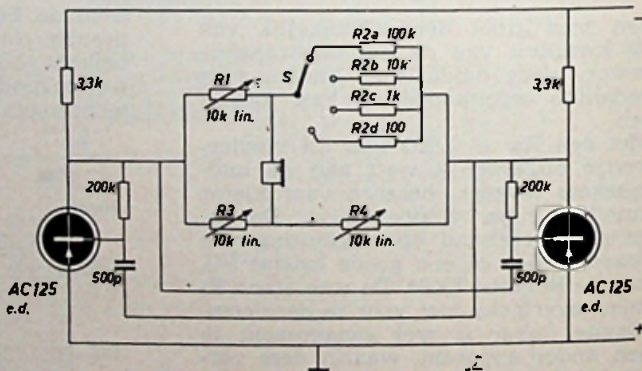 R2a 100k
R2b 10k
R2c 1k
R2d 100
S
R1
10k lin.
3,3k
3,3k
200k
200k
R3
10k lin.
R4
10k lin.
500p
500p
AC125
e.d.
AC125
e.d.
-
+